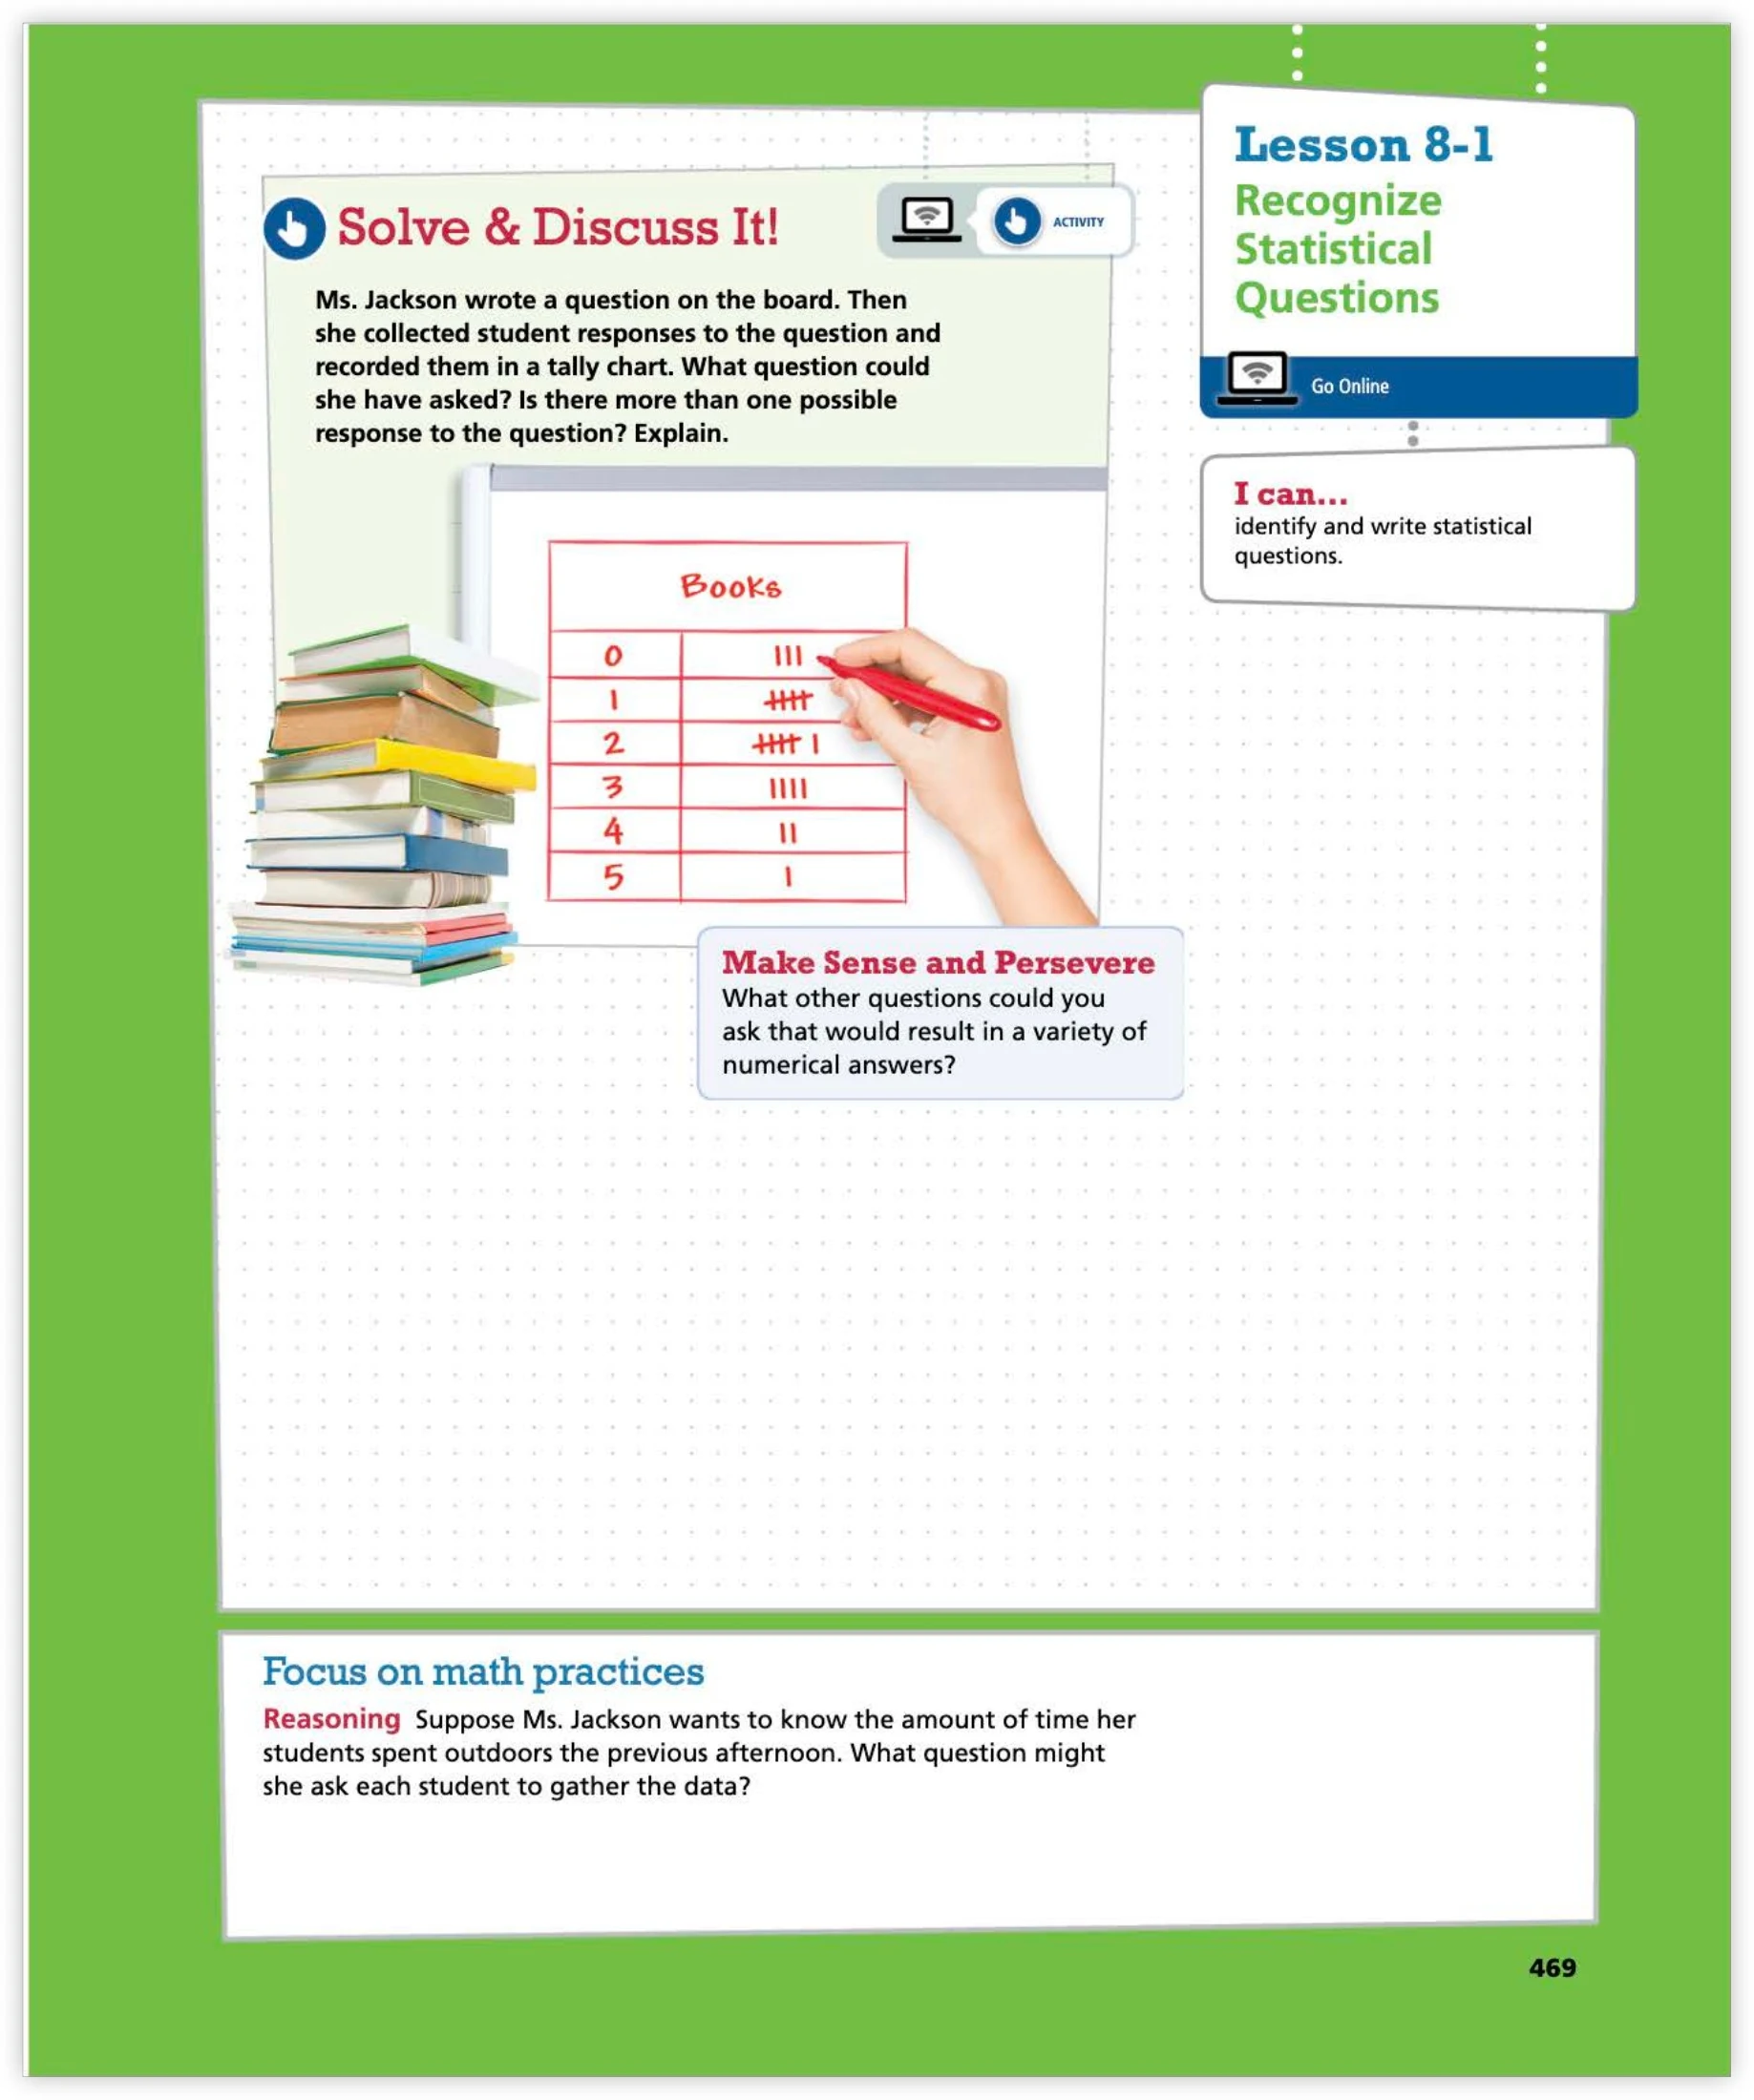 Lesson 8-1
Recognize
Statistical
Questions
Go Online
I can...
identify and write statistical
questions.
Solve & Discuss It!
ACTIVITY
Ms. Jackson wrote a question on the board. Then
she collected student responses to the question and
recorded them in a tally chart. What question could
she have asked? Is there more than one possible
response to the question? Explain.
Books
0 |||
1 ||||
2 |||| |
3 ||||
4 ||
5 |
Make Sense and Persevere
What other questions could you
ask that would result in a variety of
numerical answers?
Focus on math practices
Reasoning Suppose Ms. Jackson wants to know the amount of time her
students spent outdoors the previous afternoon. What question might
she ask each student to gather the data?
469